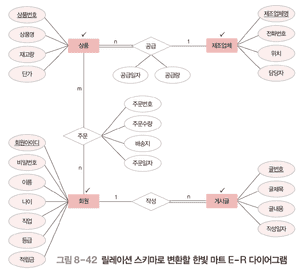 상품번호
상품명
재고량
단가
상품
n
공급
1
제조업체
공급일자
공급량
제조업체명
전화번호
위치
담당자
m
주문
주문번호
주문수량
배송지
주문일자
n
회원아이디
비밀번호
이름
나이
직업
등급
적립금
회원
1
작성
n
게시글
글번호
글제목
글내용
작성일자
그림 8-42 릴레이션 스키마로 변환할 한빛 마트 E-R 다이어그램